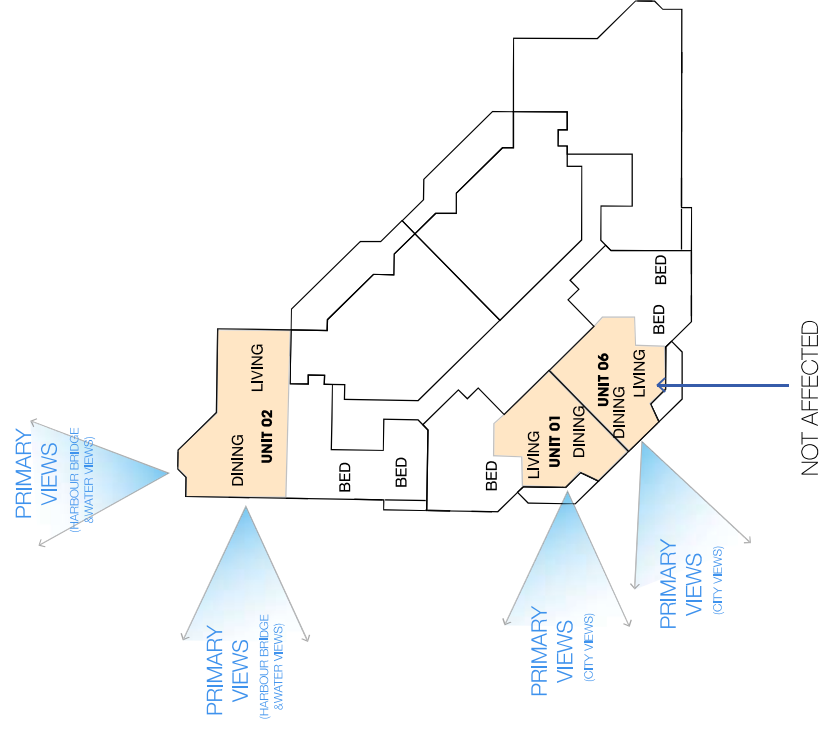 PRIMARY
VIEWS
(HARBOUR BRIDGE
&WATER VIEWS)
PRIMARY
VIEWS
(HARBOUR BRIDGE
&WATER VIEWS)
DINING
UNIT 02
LIVING
BED
BED
BED
LIVING
UNIT 01
DINING
PRIMARY
VIEWS
(CITY VIEWS)
DINING
UNIT 06
LIVING
PRIMARY
VIEWS
(CITY VIEWS)
BED
BED
NOT AFFECTED